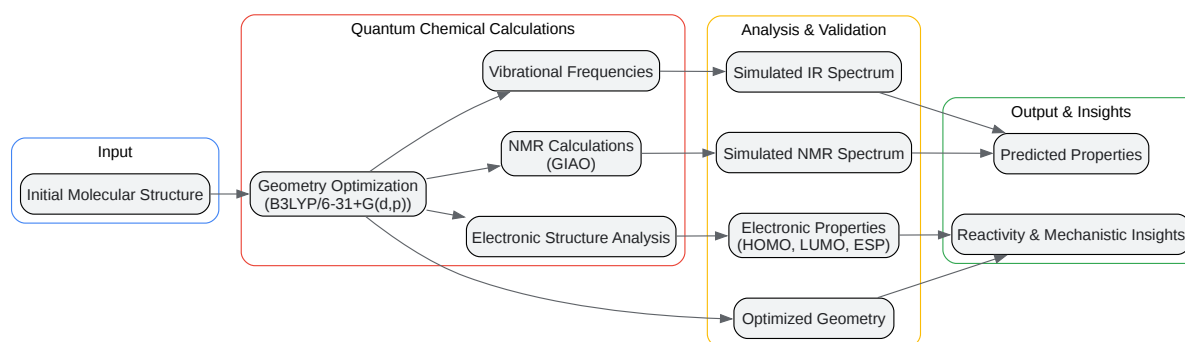 Input
Initial Molecular Structure
Quantum Chemical Calculations
Geometry Optimization
(B3LYP/6-31+G(d,p))
Vibrational Frequencies
NMR Calculations
(GIAO)
Electronic Structure Analysis
Analysis & Validation
Simulated IR Spectrum
Simulated NMR Spectrum
Electronic Properties
(HOMO, LUMO, ESP)
Optimized Geometry
Output & Insights
Predicted Properties
Reactivity & Mechanistic Insights